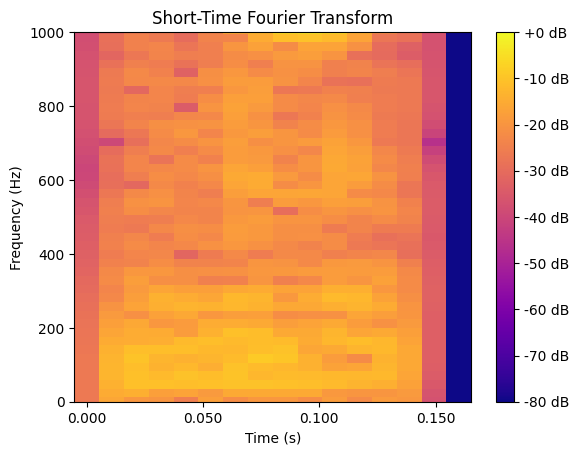 Short-Time Fourier Transform
1000
800
600
400
200
0
Frequency (Hz)
0.000
0.050
0.100
0.150
Time (s)
+0 dB
-10 dB
-20 dB
-30 dB
-40 dB
-50 dB
-60 dB
-70 dB
-80 dB